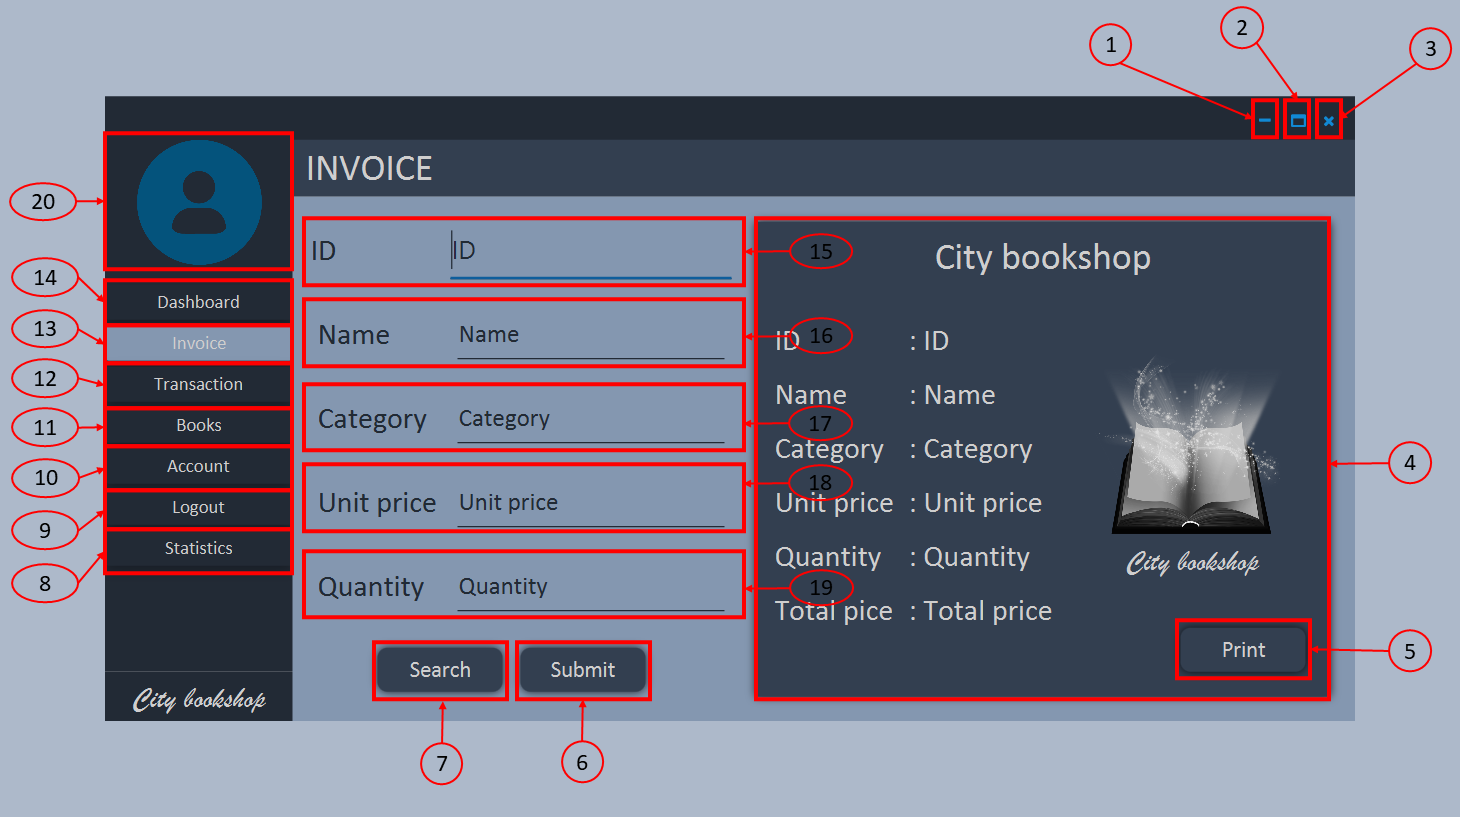 2
1
3
INVOICE
20
ID
ID
15
City bookshop
14
Dashboard
13
Invoice
Name
Name
16
ID : ID
12
Transaction
Name : Name
11
Books
Category
Category
17
Category : Category
10
Account
4
9
Logout
Unit price
Unit price
18
Unit price : Unit price
8
Statistics
Quantity : Quantity
City bookshop
Quantity
Quantity
19
Total pice : Total price
Print
5
Search
Submit
City bookshop
7
6